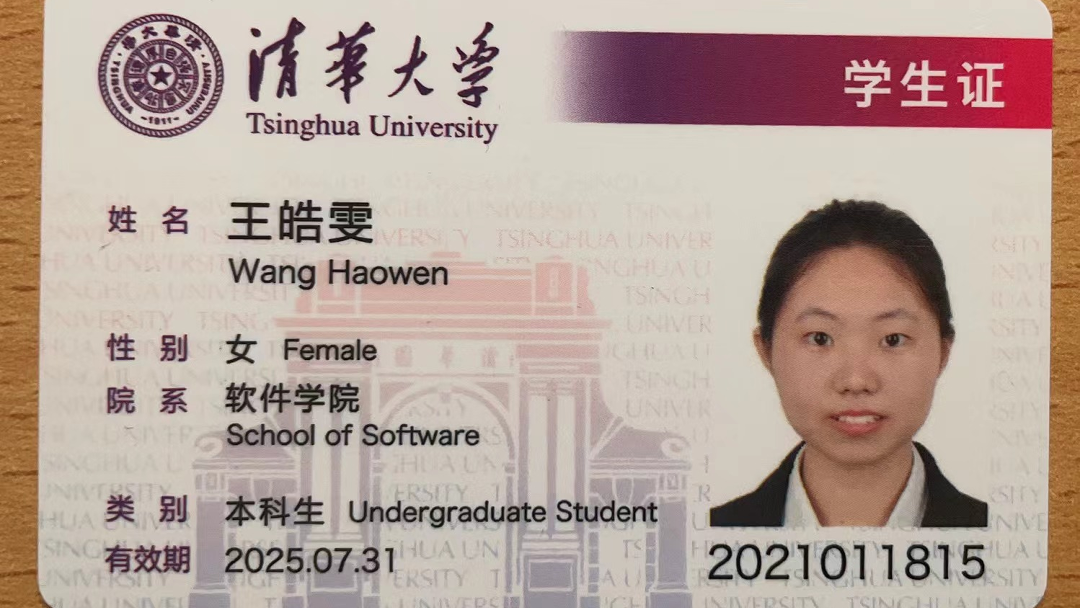 清华大学
Tsinghua University
学生证
姓 名 王皓雯
Wang Haowen
性 别 女 Female
院 系 软件学院
School of Software
类 别 本科生 Undergraduate Student
有效期 2025.07.31
2021011815